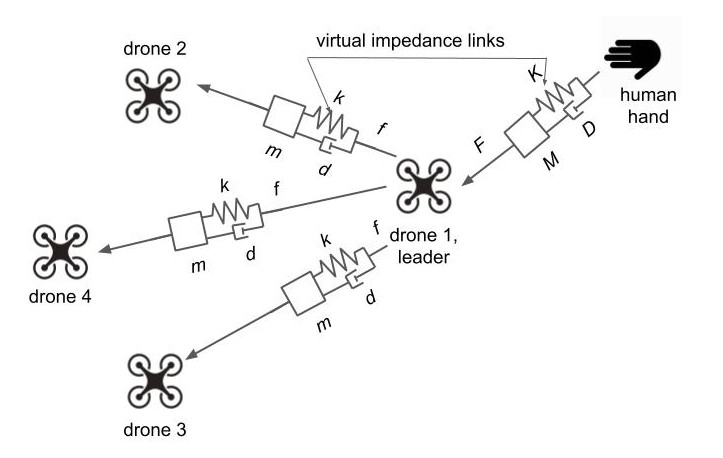 drone 2
virtual impedance links
human
hand
K
D
M
F
k
f
m
d
k
f
m
d
drone 1,
leader
drone 4
k
f
m
d
drone 3